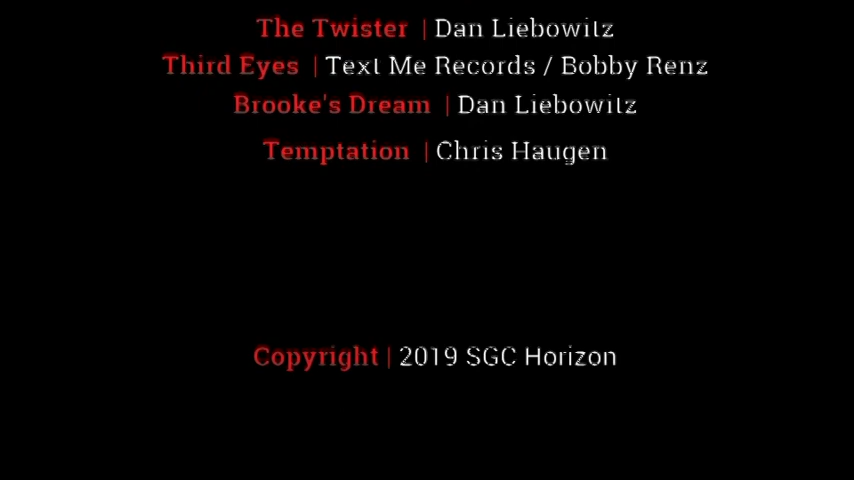 The Twister | Dan Liebowitz
Third Eyes | Text Me Records / Bobby Renz
Brooke's Dream | Dan Liebowitz
Temptation | Chris Haugen
Copyright | 2019 SGC Horizon